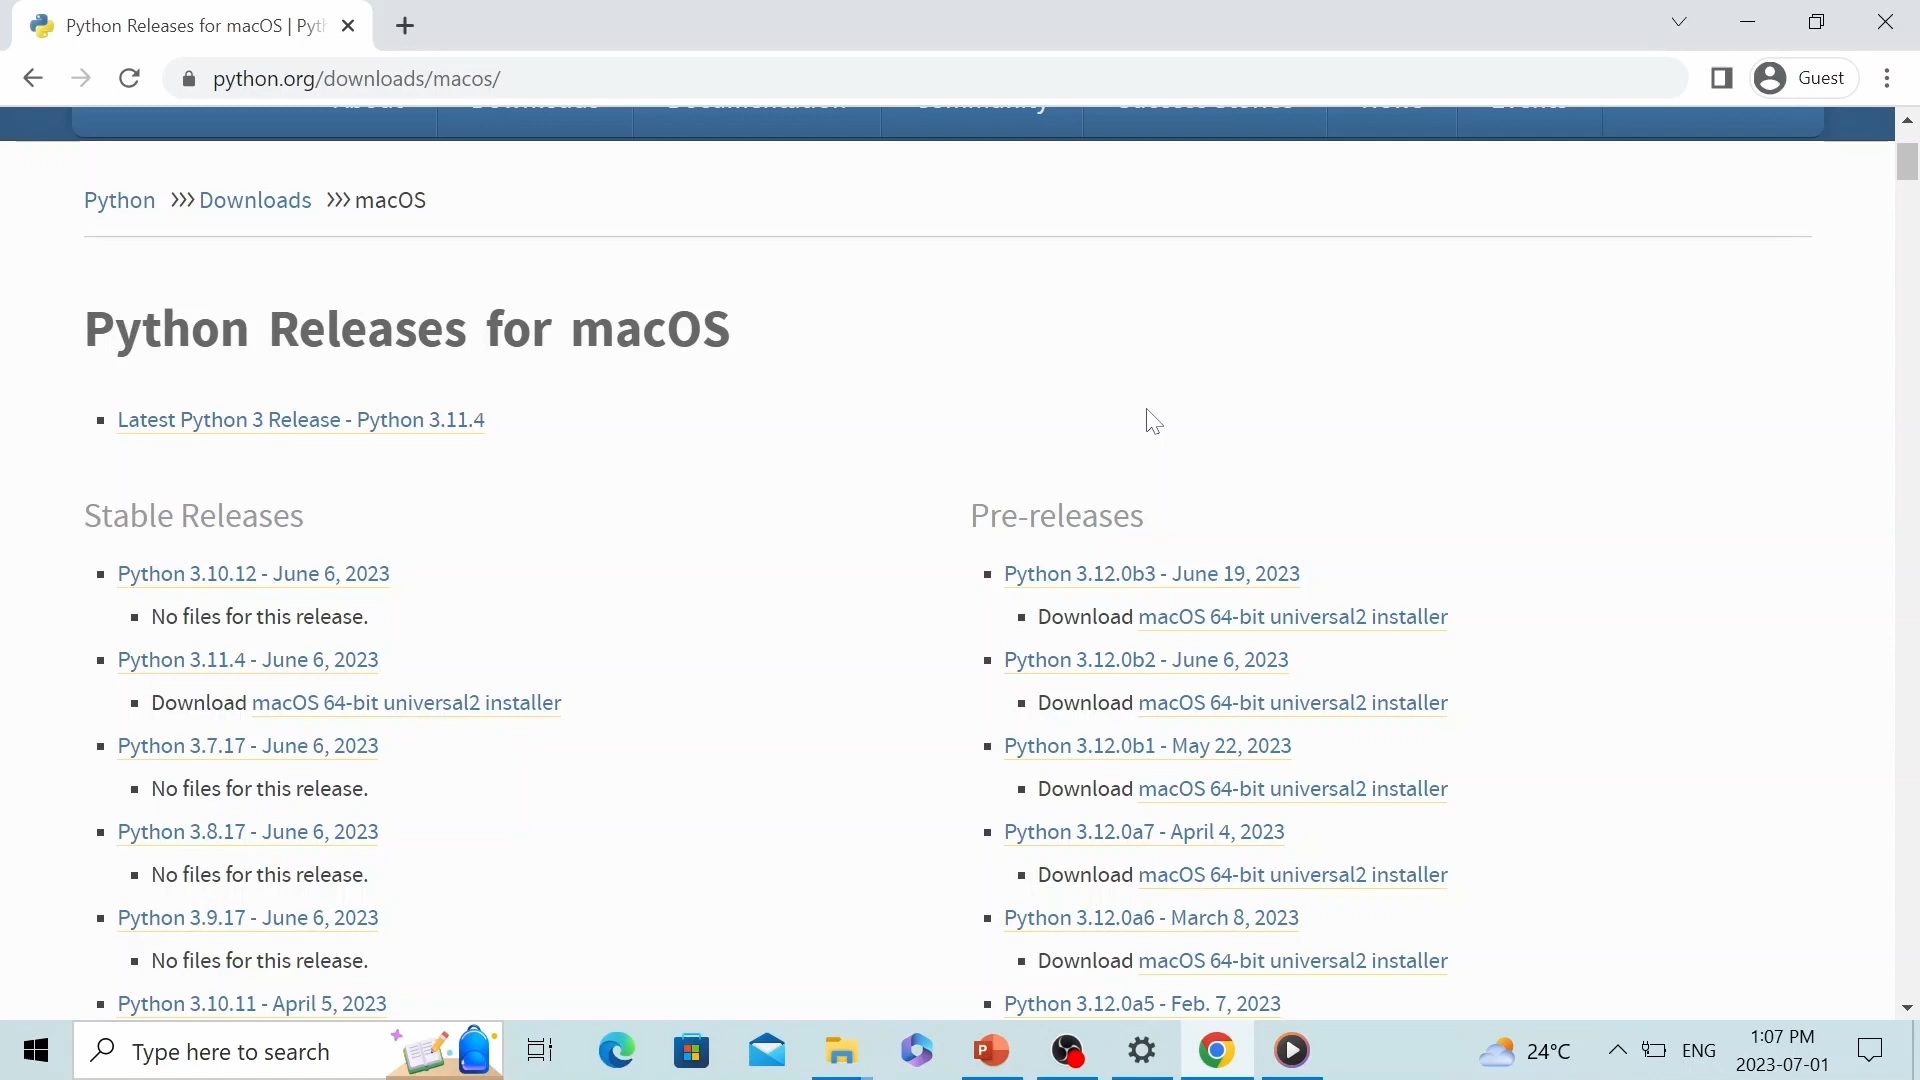 Python Releases for macOS | Pyth
python.org/downloads/macos/
Guest
About Downloads Documentation Community Success Stories News Events
Python >>> Downloads >>> macOS
Python Releases for macOS
Latest Python 3 Release - Python 3.11.4
Stable Releases
Python 3.10.12 - June 6, 2023
No files for this release.
Python 3.11.4 - June 6, 2023
Download macOS 64-bit universal2 installer
Python 3.7.17 - June 6, 2023
No files for this release.
Python 3.8.17 - June 6, 2023
No files for this release.
Python 3.9.17 - June 6, 2023
No files for this release.
Python 3.10.11 - April 5, 2023
Pre-releases
Python 3.12.0b3 - June 19, 2023
Download macOS 64-bit universal2 installer
Python 3.12.0b2 - June 6, 2023
Download macOS 64-bit universal2 installer
Python 3.12.0b1 - May 22, 2023
Download macOS 64-bit universal2 installer
Python 3.12.0a7 - April 4, 2023
Download macOS 64-bit universal2 installer
Python 3.12.0a6 - March 8, 2023
Download macOS 64-bit universal2 installer
Python 3.12.0a5 - Feb. 7, 2023
Type here to search
24°C
ENG
1:07 PM
2023-07-01